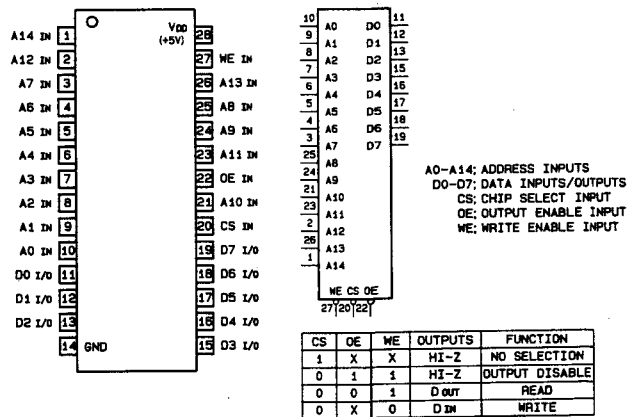 VDD
(+5V)
A14 IN 1
A12 IN 2
A7 IN 3
A6 IN 4
A5 IN 5
A4 IN 6
A3 IN 7
A2 IN 8
A1 IN 9
A0 IN 10
D0 I/O 11
D1 I/O 12
D2 I/O 13
14 GND
28
27 WE IN
26 A13 IN
25 A8 IN
24 A9 IN
23 A11 IN
22 OE IN
21 A10 IN
20 CS IN
19 D7 I/O
18 D6 I/O
17 D5 I/O
16 D4 I/O
15 D3 I/O
10 A0 D0 11
9 A1 D1 12
8 A2 D2 13
7 A3 D3 15
6 A4 D4 16
5 A5 D5 17
4 A6 D6 18
3 A7 D7 19
25 A8
24 A9
21 A10
23 A11
2 A12
26 A13
1 A14
WE CS OE
27 20 22
A0-A14; ADDRESS INPUTS
D0-D7; DATA INPUTS/OUTPUTS
CS; CHIP SELECT INPUT
OE; OUTPUT ENABLE INPUT
WE; WRITE ENABLE INPUT
CS OE WE OUTPUTS FUNCTION
1 X X HI-Z NO SELECTION
0 1 1 HI-Z OUTPUT DISABLE
0 0 1 D OUT READ
0 X 0 D IN WRITE